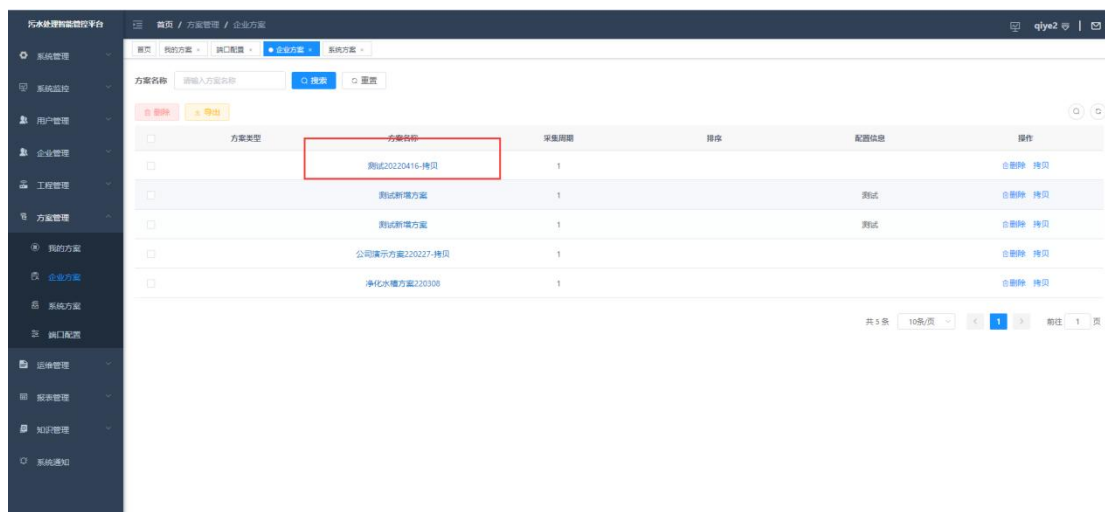 污水处理智能管控平台
首页 / 方案管理 / 企业方案
qiye2
系统管理
系统监控
用户管理
企业管理
工程管理
方案管理
我的方案
企业方案
系统方案
端口配置
运维管理
报表管理
知识管理
系统通知
首页 我的方案 × 端口配置 × 企业方案 × 系统方案 ×
方案名称 请输入方案名称 搜索 重置
删除 导出
方案类型 方案名称 采集周期 排序 配置信息 操作
测试20220416-拷贝 1 删除 拷贝
测试新增方案 1 测试 删除 拷贝
测试新增方案 1 测试 删除 拷贝
公司演示方案220227-拷贝 1 删除 拷贝
净化水槽方案220308 1 删除 拷贝
共 5 条 10条/页 < 1 > 前往 1 页